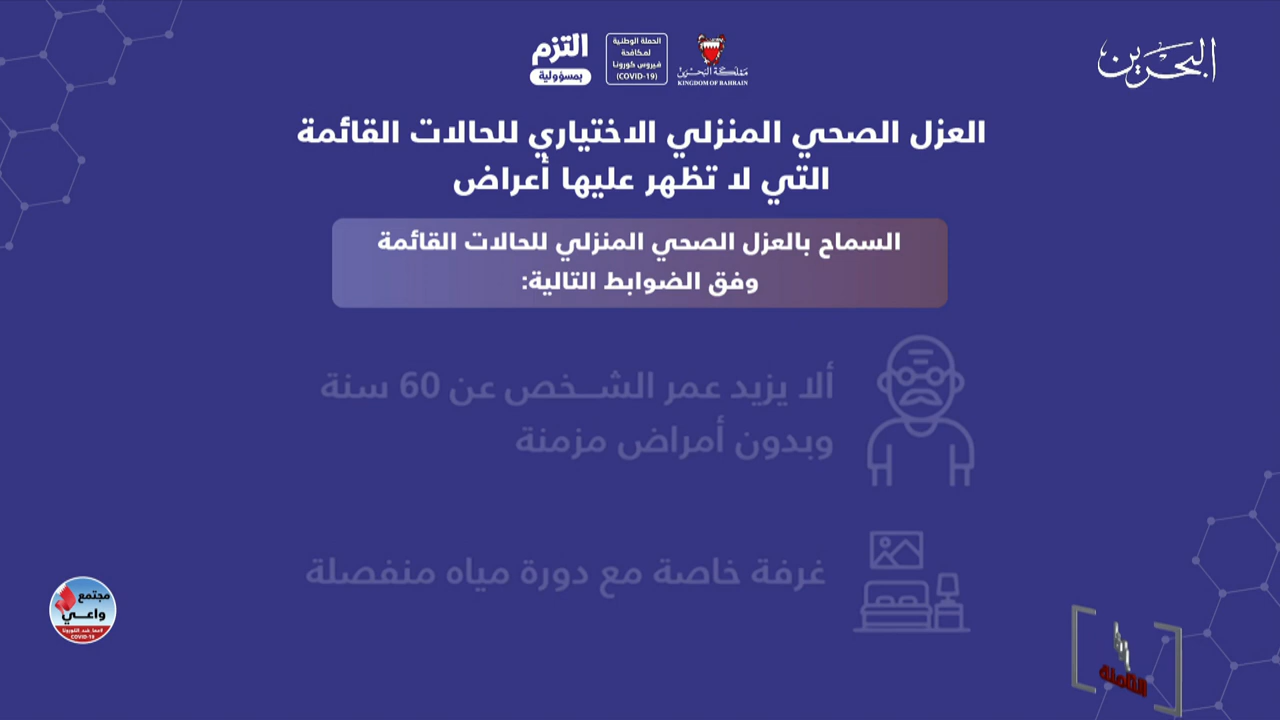 البحرين
مملكة البحرين
KINGDOM OF BAHRAIN
الحملة الوطنية
لمكافحة
فيروس كورونا
(COVID-19)
التزم
بمسؤولية
العزل الصحي المنزلي الاختياري للحالات القائمة
التي لا تظهر عليها أعراض
السماح بالعزل الصحي المنزلي للحالات القائمة
وفق الضوابط التالية:
ألا يزيد عمر الشخص عن 60 سنة
وبدون أمراض مزمنة
غرفة خاصة مع دورة مياه منفصلة
مجتمع
واعي
COVID-19
الثامنة